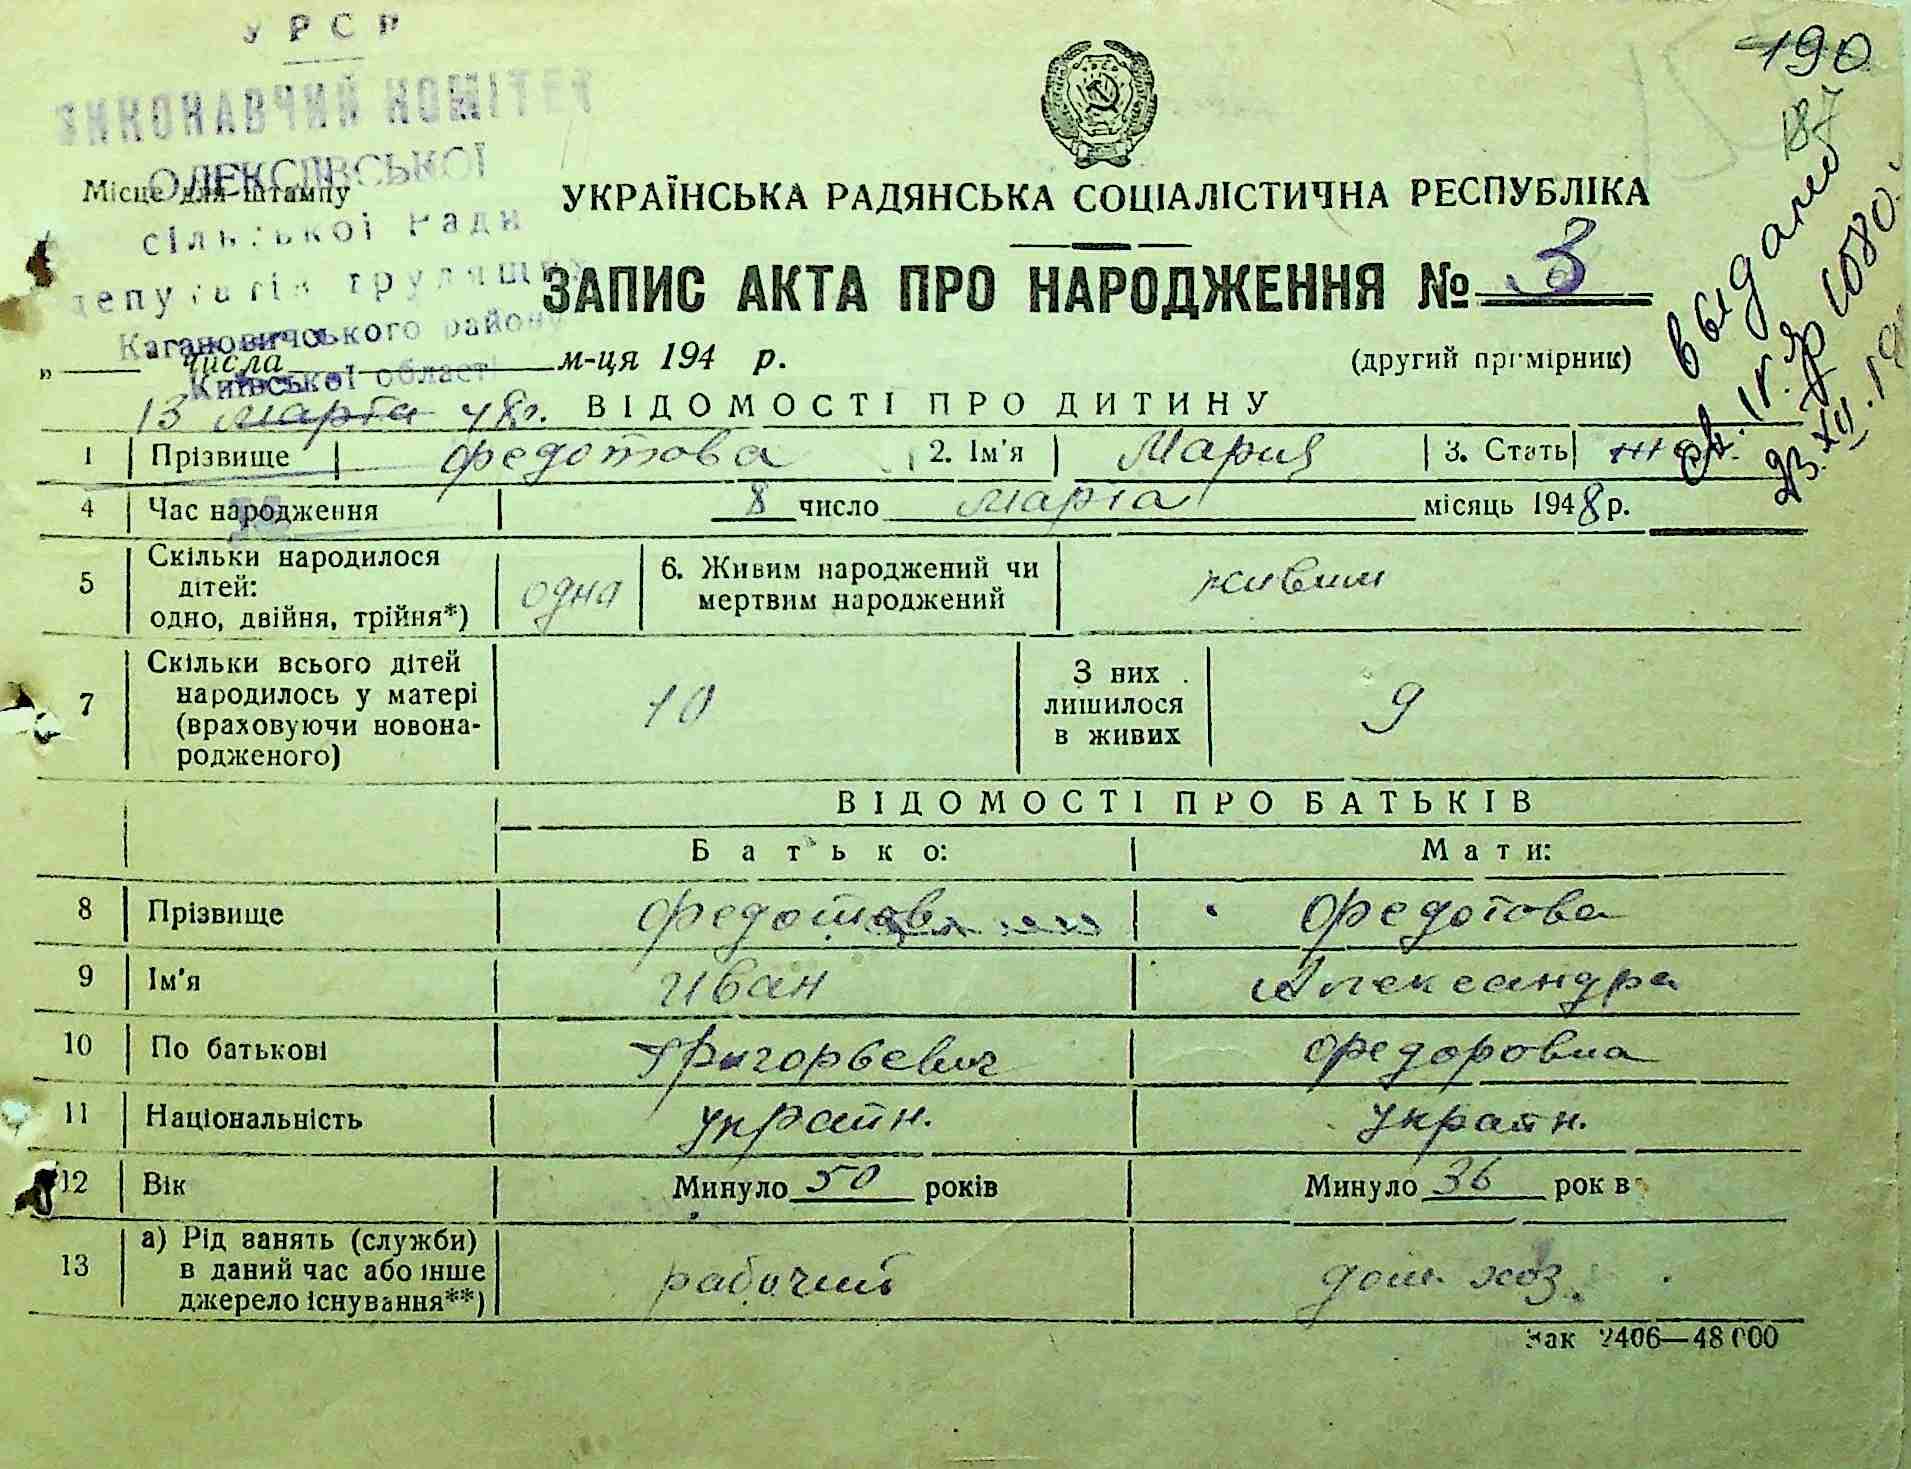 УРСР
ВИКОНАВЧИЙ КОМІТЕТ
ОЛЕКСІЇВСЬКОЇ
Місце для штампу
сільської Ради
депутатів трудящих
Кагановичського району
Київської області
190
187
УКРАЇНСЬКА РАДЯНСЬКА СОЦІАЛІСТИЧНА РЕСПУБЛІКА
ЗАПИС АКТА ПРО НАРОДЖЕННЯ № 3
„ числа м-ця 194 р. (другий примірник)
13 марта 48г. ВІДОМОСТІ ПРО ДИТИНУ
1 Прізвище Федотова 2. Ім'я Мария 3. Стать
4 Час народження 8 число марта місяць 1948 р.
5 Скільки народилося дітей: одно, двійня, трійня*) одна 6. Живим народжений чи мертвим народжений живим
7 Скільки всього дітей народилось у матері (враховуючи новонародженого) 10 З них лишилося в живих 9
ВІДОМОСТІ ПРО БАТЬКІВ
Батько: Мати:
8 Прізвище Федотов Федотова
9 Ім'я Иван Александра
10 По батькові Григорьевич Федоровна
11 Національність украин. украин.
12 Вік Минуло 50 років Минуло 36 років
13 а) Рід занять (служби) в даний час або інше джерело існування**) рабочий дом. хоз.
Зак 2406—48 000